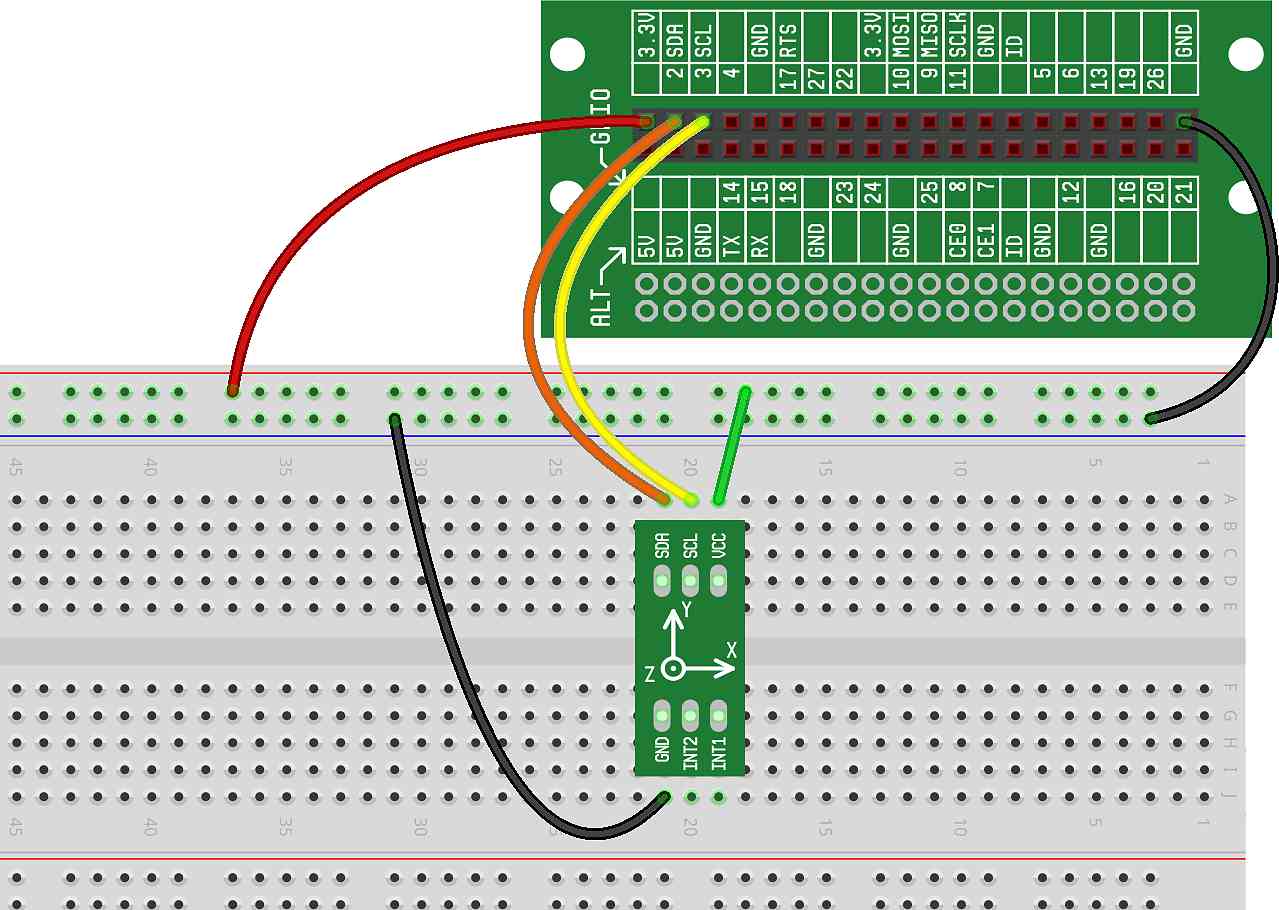 3.3V SDA SCL GND RTS 3.3V MOSI MISO SCLK GND ID GND
2 3 4 17 27 22 10 9 11 5 6 13 19 26
GPIO
14 15 18 23 24 25 8 7 12 16 20 21
5V 5V GND TX RX GND GND CE0 CE1 ID GND GND
ALT
45 40 35 30 25 20 15 10 5 1
A
B
C
D
E
SDA SCL VCC
Y
X
Z
GND INT2 INT1
F
G
H
I
J
45 40 35 30 25 20 15 10 5 1